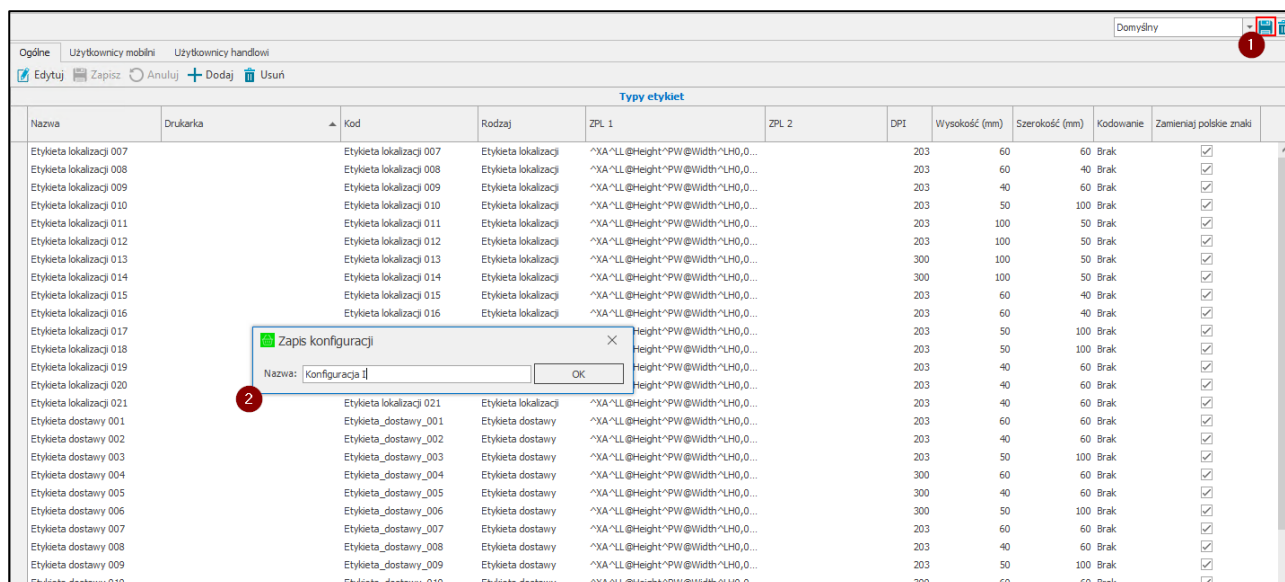 Domyślny
1
Ogólne Użytkownicy mobilni Użytkownicy handlowi
Edytuj Zapisz Anuluj Dodaj Usuń
Typy etykiet
Nazwa Drukarka Kod Rodzaj ZPL 1 ZPL 2 DPI Wysokość (mm) Szerokość (mm) Kodowanie Zamieniaj polskie znaki
Etykieta lokalizacji 007 Etykieta lokalizacji 007 Etykieta lokalizacji ^XA^LL@Height^PW@Width^LH0,0... 203 60 60 Brak
Etykieta lokalizacji 008 Etykieta lokalizacji 008 Etykieta lokalizacji ^XA^LL@Height^PW@Width^LH0,0... 203 60 40 Brak
Etykieta lokalizacji 009 Etykieta lokalizacji 009 Etykieta lokalizacji ^XA^LL@Height^PW@Width^LH0,0... 203 40 60 Brak
Etykieta lokalizacji 010 Etykieta lokalizacji 010 Etykieta lokalizacji ^XA^LL@Height^PW@Width^LH0,0... 203 50 100 Brak
Etykieta lokalizacji 011 Etykieta lokalizacji 011 Etykieta lokalizacji ^XA^LL@Height^PW@Width^LH0,0... 203 100 50 Brak
Etykieta lokalizacji 012 Etykieta lokalizacji 012 Etykieta lokalizacji ^XA^LL@Height^PW@Width^LH0,0... 203 100 50 Brak
Etykieta lokalizacji 013 Etykieta lokalizacji 013 Etykieta lokalizacji ^XA^LL@Height^PW@Width^LH0,0... 300 100 50 Brak
Etykieta lokalizacji 014 Etykieta lokalizacji 014 Etykieta lokalizacji ^XA^LL@Height^PW@Width^LH0,0... 300 100 50 Brak
Etykieta lokalizacji 015 Etykieta lokalizacji 015 Etykieta lokalizacji ^XA^LL@Height^PW@Width^LH0,0... 203 60 40 Brak
Etykieta lokalizacji 016 Etykieta lokalizacji 016 Etykieta lokalizacji ^XA^LL@Height^PW@Width^LH0,0... 203 60 40 Brak
Etykieta lokalizacji 017 Height^PW@Width^LH0,0... 203 50 100 Brak
Etykieta lokalizacji 018 Height^PW@Width^LH0,0... 203 50 100 Brak
Etykieta lokalizacji 019 Height^PW@Width^LH0,0... 203 40 60 Brak
Etykieta lokalizacji 020 Height^PW@Width^LH0,0... 203 40 60 Brak
Zapis konfiguracji
Nazwa: Konfiguracja I OK
2
Etykieta lokalizacji 021 Etykieta lokalizacji 021 Etykieta lokalizacji ^XA^LL@Height^PW@Width^LH0,0... 203 40 60 Brak
Etykieta dostawy 001 Etykieta_dostawy_001 Etykieta dostawy ^XA^LL@Height^PW@Width^LH0,0... 203 60 60 Brak
Etykieta dostawy 002 Etykieta_dostawy_002 Etykieta dostawy ^XA^LL@Height^PW@Width^LH0,0... 203 40 60 Brak
Etykieta dostawy 003 Etykieta_dostawy_003 Etykieta dostawy ^XA^LL@Height^PW@Width^LH0,0... 203 50 100 Brak
Etykieta dostawy 004 Etykieta_dostawy_004 Etykieta dostawy ^XA^LL@Height^PW@Width^LH0,0... 300 60 60 Brak
Etykieta dostawy 005 Etykieta_dostawy_005 Etykieta dostawy ^XA^LL@Height^PW@Width^LH0,0... 300 40 60 Brak
Etykieta dostawy 006 Etykieta_dostawy_006 Etykieta dostawy ^XA^LL@Height^PW@Width^LH0,0... 300 50 100 Brak
Etykieta dostawy 007 Etykieta_dostawy_007 Etykieta dostawy ^XA^LL@Height^PW@Width^LH0,0... 203 60 60 Brak
Etykieta dostawy 008 Etykieta_dostawy_008 Etykieta dostawy ^XA^LL@Height^PW@Width^LH0,0... 203 40 60 Brak
Etykieta dostawy 009 Etykieta_dostawy_009 Etykieta dostawy ^XA^LL@Height^PW@Width^LH0,0... 203 50 100 Brak